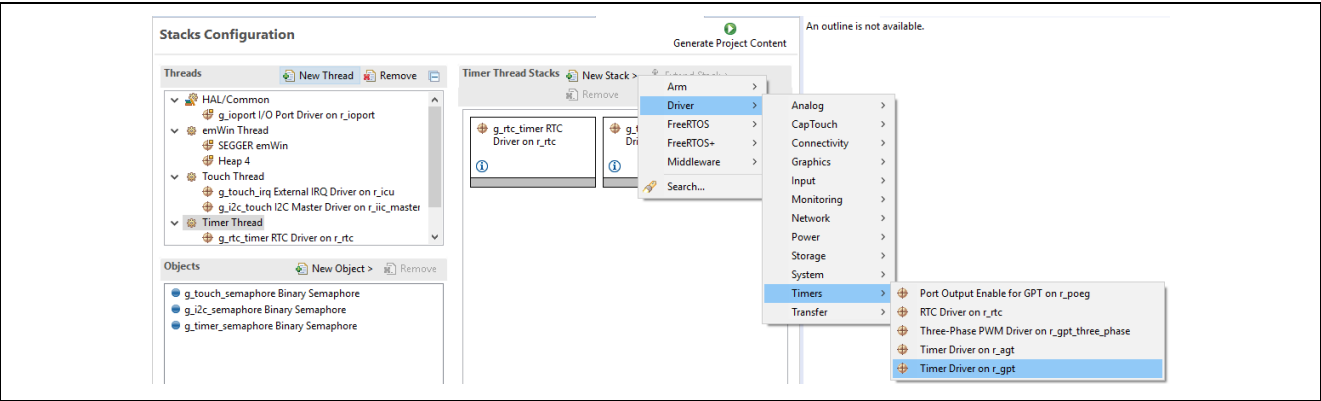 Stacks Configuration
Generate Project Content
An outline is not available.
Threads
New Thread
Remove
HAL/Common
g_ioport I/O Port Driver on r_ioport
emWin Thread
SEGGER emWin
Heap 4
Touch Thread
g_touch_irq External IRQ Driver on r_icu
g_i2c_touch I2C Master Driver on r_iic_master
Timer Thread
g_rtc_timer RTC Driver on r_rtc
Objects
New Object >
Remove
g_touch_semaphore Binary Semaphore
g_i2c_semaphore Binary Semaphore
g_timer_semaphore Binary Semaphore
Timer Thread Stacks
New Stack >
Remove
g_rtc_timer RTC
Driver on r_rtc
Arm
Driver
FreeRTOS
FreeRTOS+
Middleware
Search...
Analog
CapTouch
Connectivity
Graphics
Input
Monitoring
Network
Power
Storage
System
Timers
Transfer
Port Output Enable for GPT on r_poeg
RTC Driver on r_rtc
Three-Phase PWM Driver on r_gpt_three_phase
Timer Driver on r_agt
Timer Driver on r_gpt